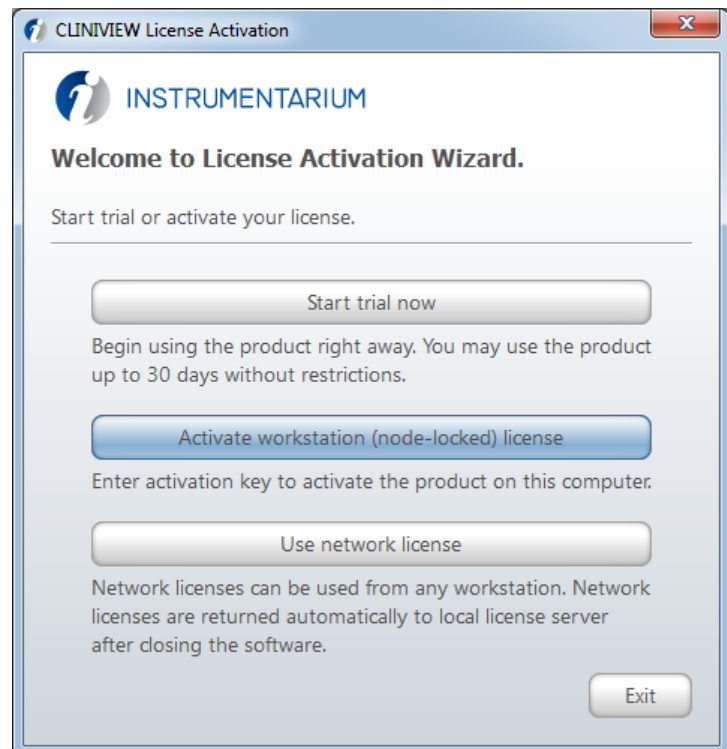 CLINIVIEW License Activation
INSTRUMENTARIUM
Welcome to License Activation Wizard.
Start trial or activate your license.
Start trial now
Begin using the product right away. You may use the product
up to 30 days without restrictions.
Activate workstation (node-locked) license
Enter activation key to activate the product on this computer.
Use network license
Network licenses can be used from any workstation. Network
licenses are returned automatically to local license server
after closing the software.
Exit